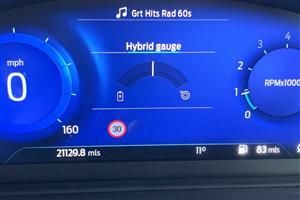 Grt Hits Rad 60s
Hybrid gauge
mph
0
160
30
4
3
2
1
0
RPMx1000
21129.8 mls
11°
83 mls